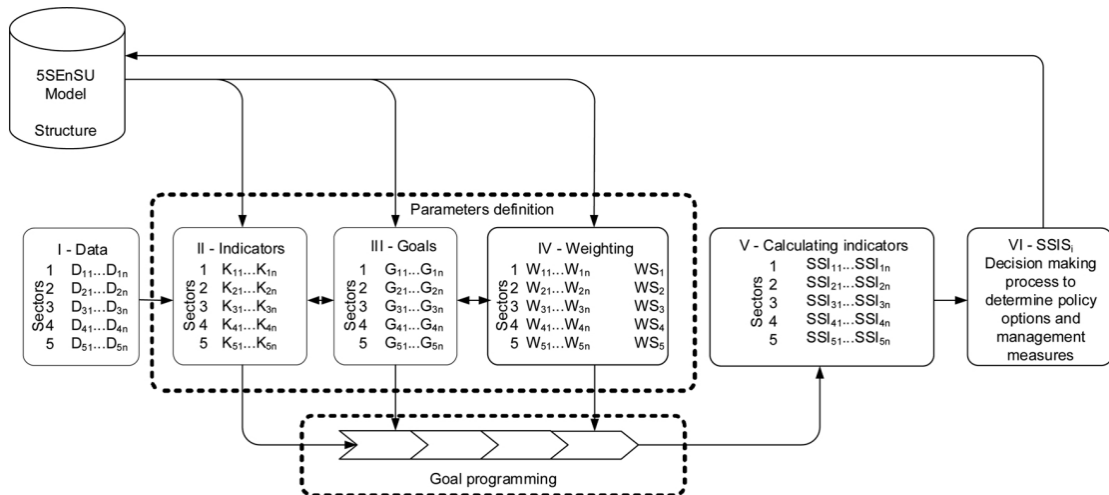 5SEnSU
Model
Structure
Parameters definition
I - Data
Sectors
1 D11...D1n
2 D21...D2n
3 D31...D3n
4 D41...D4n
5 D51...D5n
II - Indicators
Sectors
1 K11...K1n
2 K21...K2n
3 K31...K3n
4 K41...K4n
5 K51...K5n
III - Goals
Sectors
1 G11...G1n
2 G21...G2n
3 G31...G3n
4 G41...G4n
5 G51...G5n
IV - Weighting
Sectors
1 W11...W1n WS1
2 W21...W2n WS2
3 W31...W3n WS3
4 W41...W4n WS4
5 W51...W5n WS5
V - Calculating indicators
Sectors
1 SSI11...SSI1n
2 SSI21...SSI2n
3 SSI31...SSI3n
4 SSI41...SSI4n
5 SSI51...SSI5n
VI - SSISi
Decision making
process to
determine policy
options and
management
measures
Goal programming